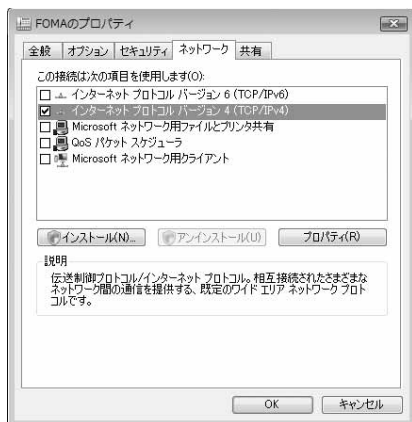 FOMAのプロパティ
全般 オプション セキュリティ ネットワーク 共有
この接続は次の項目を使用します(O):
インターネット プロトコル バージョン 6 (TCP/IPv6)
インターネット プロトコル バージョン 4 (TCP/IPv4)
Microsoft ネットワーク用ファイルとプリンタ共有
QoS パケット スケジューラ
Microsoft ネットワーク用クライアント
インストール(N)... アンインストール(U) プロパティ(R)
説明
伝送制御プロトコル/インターネット プロトコル。相互接続されたさまざまな
ネットワーク間の通信を提供する、既定のワイド エリア ネットワーク プロト
コルです。
OK キャンセル